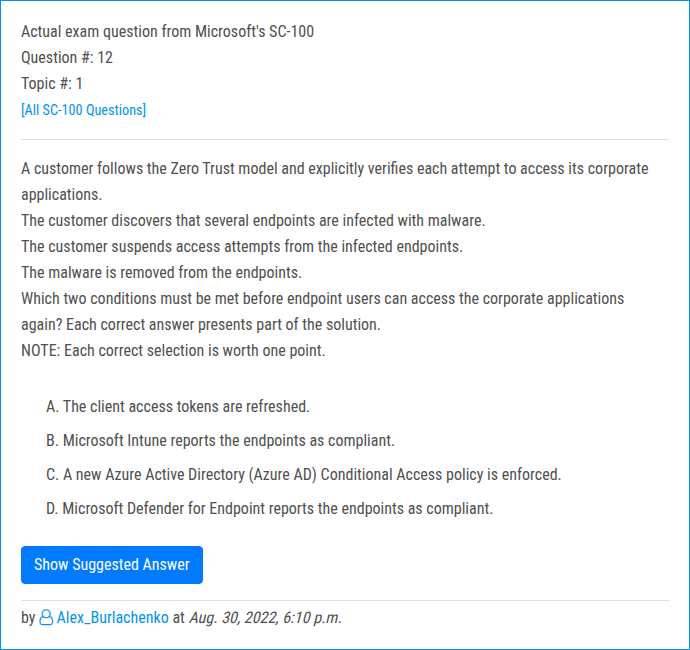 Actual exam question from Microsoft's SC-100
Question #: 12
Topic #: 1
[All SC-100 Questions]
A customer follows the Zero Trust model and explicitly verifies each attempt to access its corporate
applications.
The customer discovers that several endpoints are infected with malware.
The customer suspends access attempts from the infected endpoints.
The malware is removed from the endpoints.
Which two conditions must be met before endpoint users can access the corporate applications
again? Each correct answer presents part of the solution.
NOTE: Each correct selection is worth one point.
A. The client access tokens are refreshed.
B. Microsoft Intune reports the endpoints as compliant.
C. A new Azure Active Directory (Azure AD) Conditional Access policy is enforced.
D. Microsoft Defender for Endpoint reports the endpoints as compliant.
Show Suggested Answer
by Alex_Burlachenko at Aug. 30, 2022, 6:10 p.m.